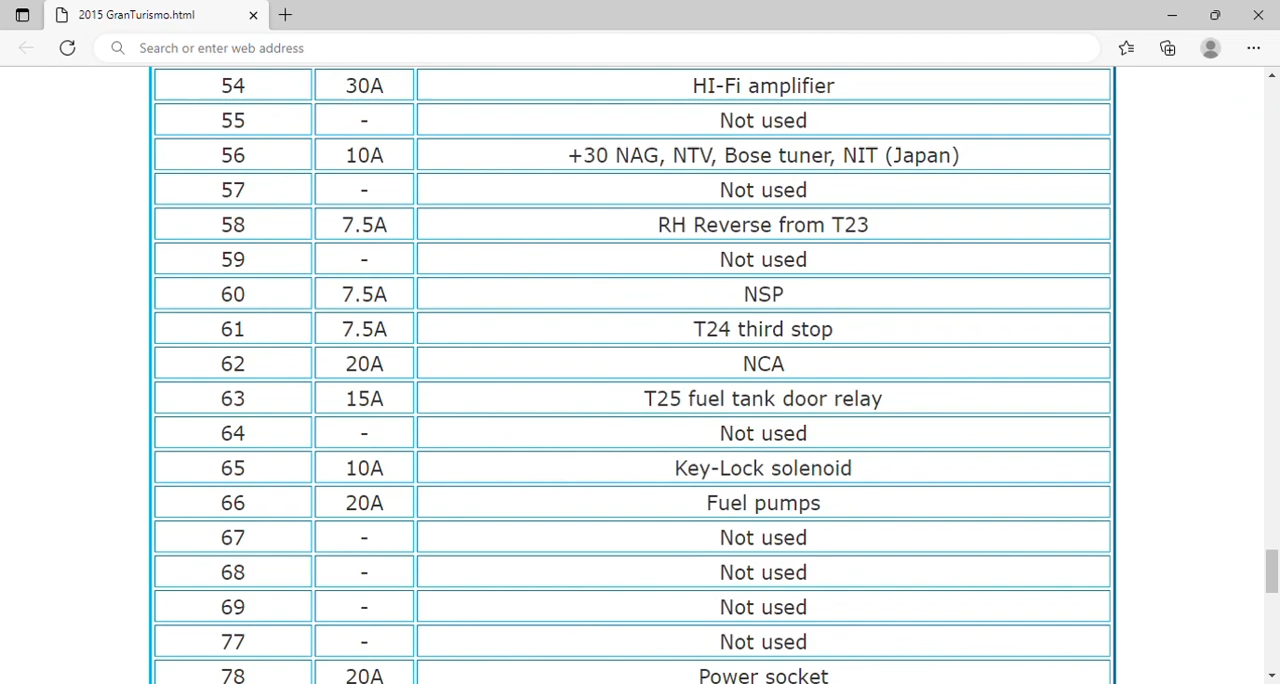 2015 GranTurismo.html
Search or enter web address
54 30A HI-Fi amplifier
55 - Not used
56 10A +30 NAG, NTV, Bose tuner, NIT (Japan)
57 - Not used
58 7.5A RH Reverse from T23
59 - Not used
60 7.5A NSP
61 7.5A T24 third stop
62 20A NCA
63 15A T25 fuel tank door relay
64 - Not used
65 10A Key-Lock solenoid
66 20A Fuel pumps
67 - Not used
68 - Not used
69 - Not used
77 - Not used
78 20A Power socket